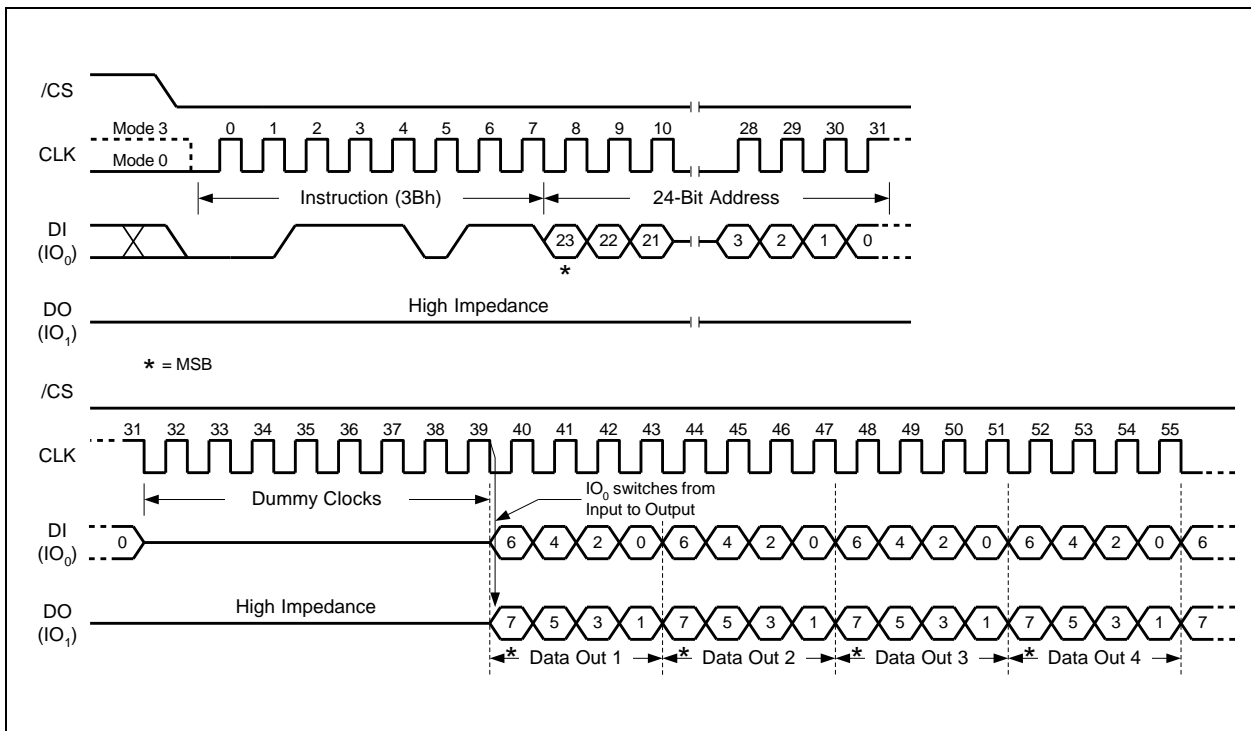 /CS
Mode 3 0 1 2 3 4 5 6 7 8 9 10 28 29 30 31
CLK
Mode 0
Instruction (3Bh) 24-Bit Address
DI
(IO0) 23 22 21 3 2 1 0
*
High Impedance
DO
(IO1)
* = MSB
/CS
31 32 33 34 35 36 37 38 39 40 41 42 43 44 45 46 47 48 49 50 51 52 53 54 55
CLK
Dummy Clocks
IO0 switches from
Input to Output
DI
(IO0) 0 6 4 2 0 6 4 2 0 6 4 2 0 6 4 2 0 6
DO
(IO1) High Impedance 7 5 3 1 7 5 3 1 7 5 3 1 7 5 3 1 7
* Data Out 1 * Data Out 2 * Data Out 3 * Data Out 4